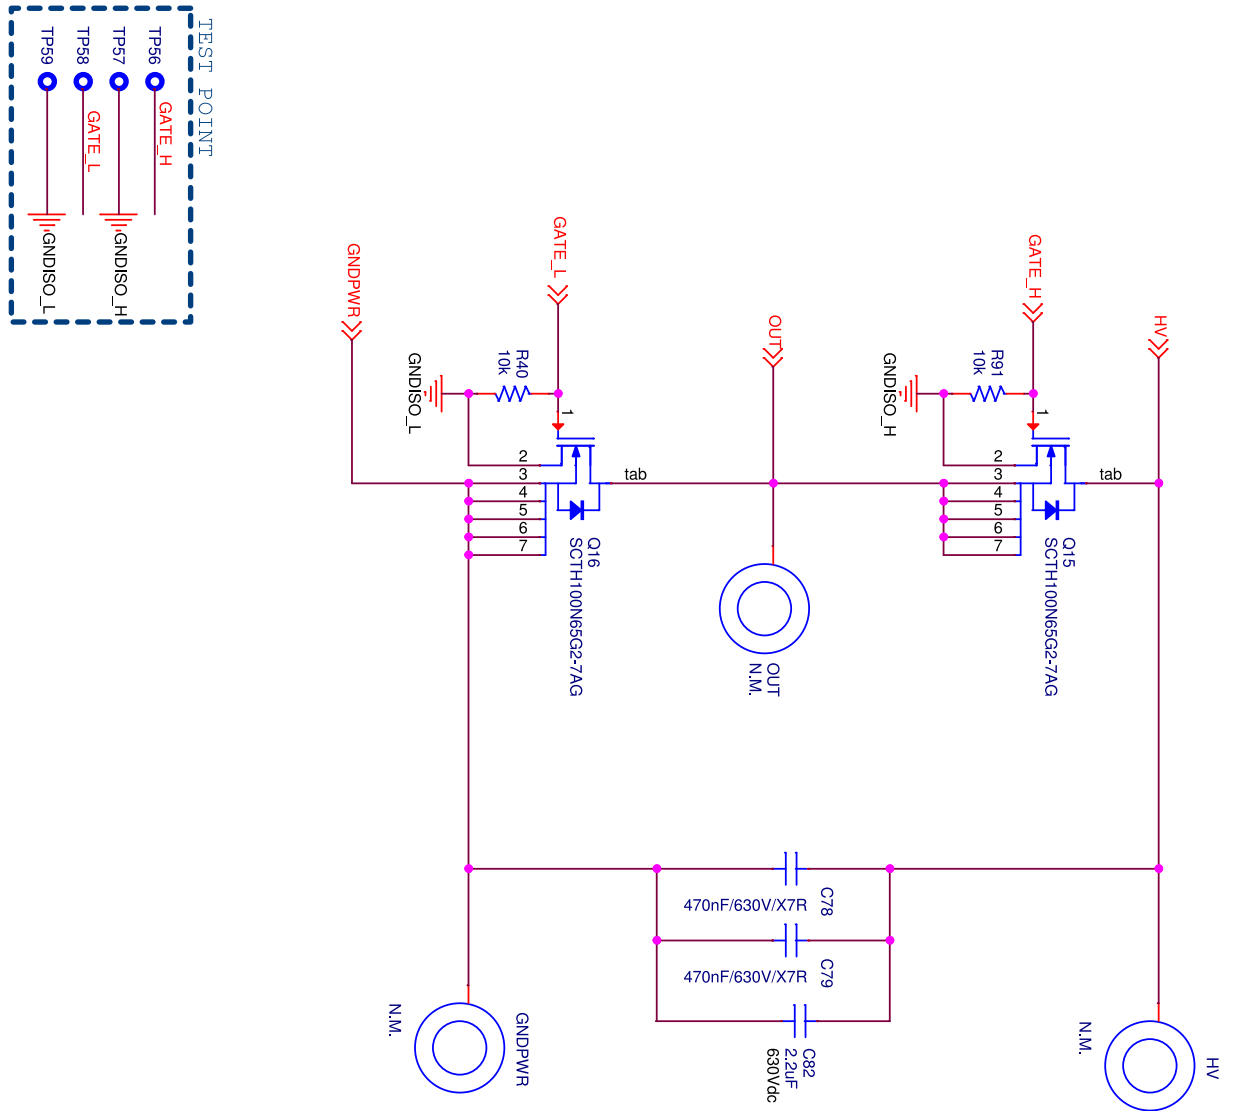 TEST POINT
TP56
GATE_H
TP57
GNDISO_H
TP58
GATE_L
TP59
GNDISO_L
HV
GATE_H
R91
10k
GNDISO_H
1
2
3
4
5
6
7
tab
Q15
SCTH100N65G2-7AG
OUT
OUT
N.M.
GATE_L
R40
10k
GNDISO_L
1
2
3
4
5
6
7
tab
Q16
SCTH100N65G2-7AG
GNDPWR
C78
470nF/630V/X7R
C79
470nF/630V/X7R
C82
2.2uF
630Vdc
GNDPWR
N.M.
HV
N.M.